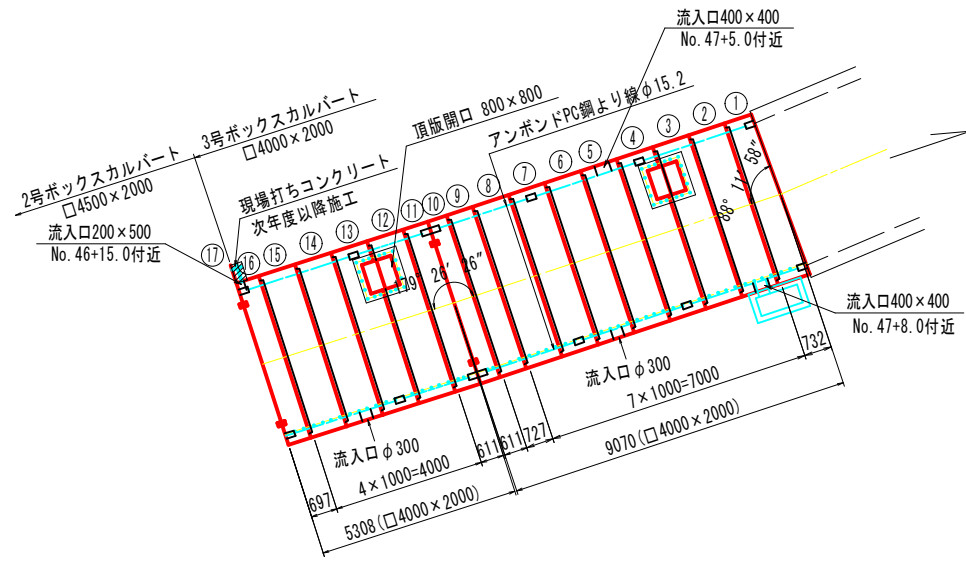 流入口400×400
No.47+5.0付近
頂版開口 800×800
アンボンドPC鋼より線φ15.2
3号ボックスカルバート
□4000×2000
2号ボックスカルバート
□4500×2000
現場打ちコンクリート
次年度以降施工
流入口200×500
No.46+15.0付近
①
②
③
④
⑤
⑥
⑦
⑧
⑨
⑩
⑪
⑫
⑬
⑭
⑮
⑯
⑰
88° 11′ 58″
79° 26′ 26″
流入口400×400
No.47+8.0付近
流入口φ300
流入口φ300
732
7×1000=7000
727
611
611
4×1000=4000
697
9070(□4000×2000)
5308(□4000×2000)